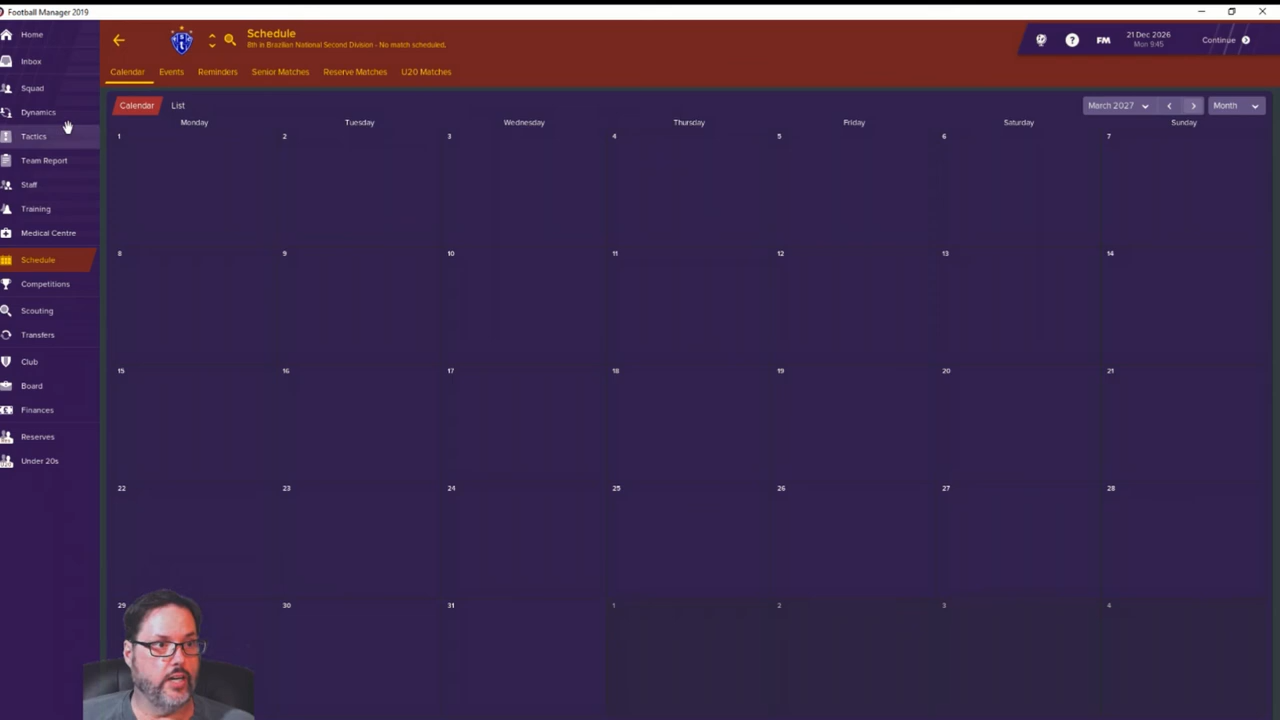 Football Manager 2019
Home
Inbox
Squad
Dynamics
Tactics
Team Report
Staff
Training
Medical Centre
Schedule
Competitions
Scouting
Transfers
Club
Board
Finances
Reserves
Under 20s
Schedule
8th in Brazilian National Second Division - No match scheduled.
FM
21 Dec 2026
Mon 9:45
Continue
Calendar Events Reminders Senior Matches Reserve Matches U20 Matches
Calendar List
March 2027
Month
Monday Tuesday Wednesday Thursday Friday Saturday Sunday
1 2 3 4 5 6 7
8 9 10 11 12 13 14
15 16 17 18 19 20 21
22 23 24 25 26 27 28
29 30 31 1 2 3 4